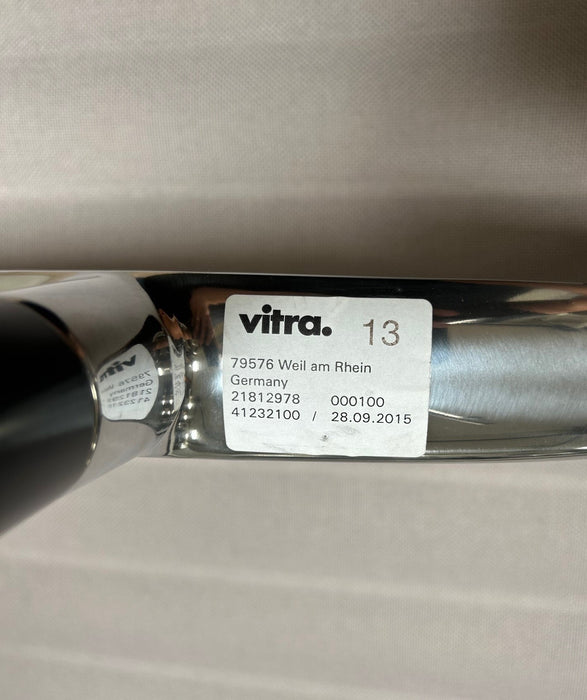 vitra. 13
79576 Weil am Rhein
Germany
21812978 000100
41232100 / 28.09.2015